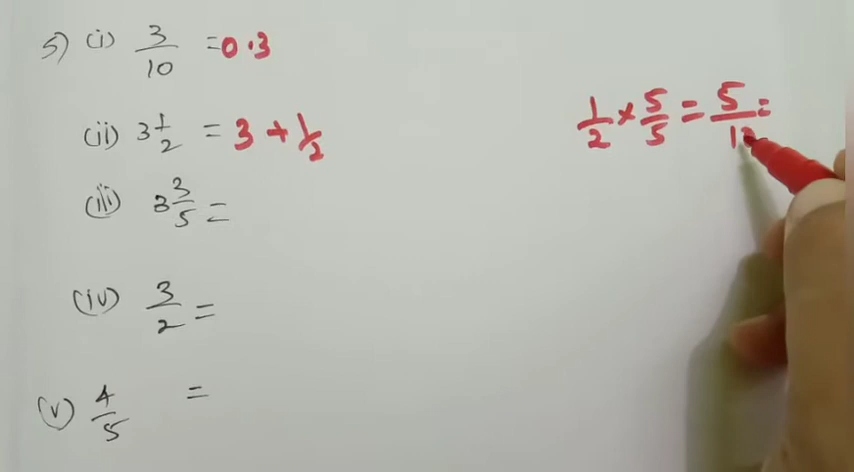 5) (i) 3/10 = 0.3
(ii) 3 1/2 = 3 + 1/2
1/2 × 5/5 = 5/10 =
(iii) 3 3/5 =
(iv) 3/2 =
(v) 4/5 =